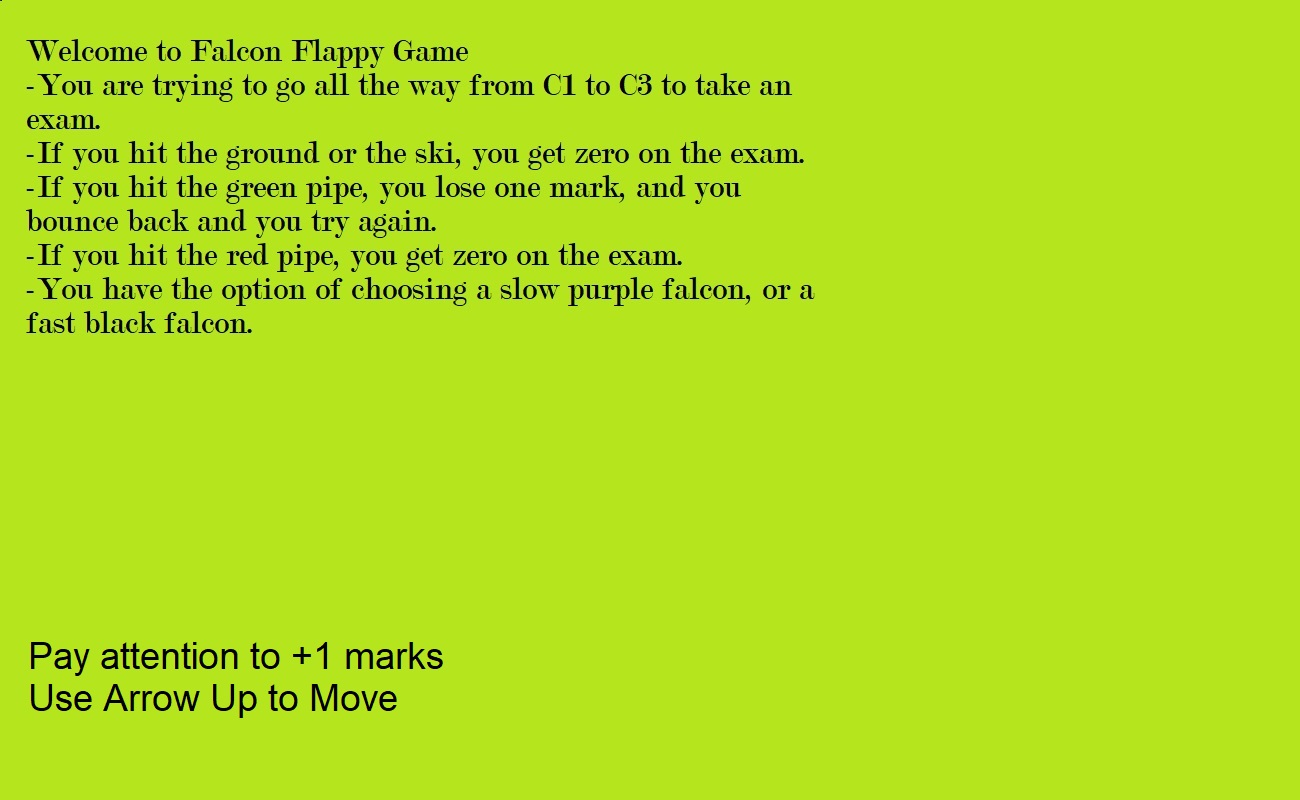 Welcome to Falcon Flappy Game
-You are trying to go all the way from C1 to C3 to take an
exam.
-If you hit the ground or the ski, you get zero on the exam.
-If you hit the green pipe, you lose one mark, and you
bounce back and you try again.
-If you hit the red pipe, you get zero on the exam.
-You have the option of choosing a slow purple falcon, or a
fast black falcon.
Pay attention to +1 marks
Use Arrow Up to Move